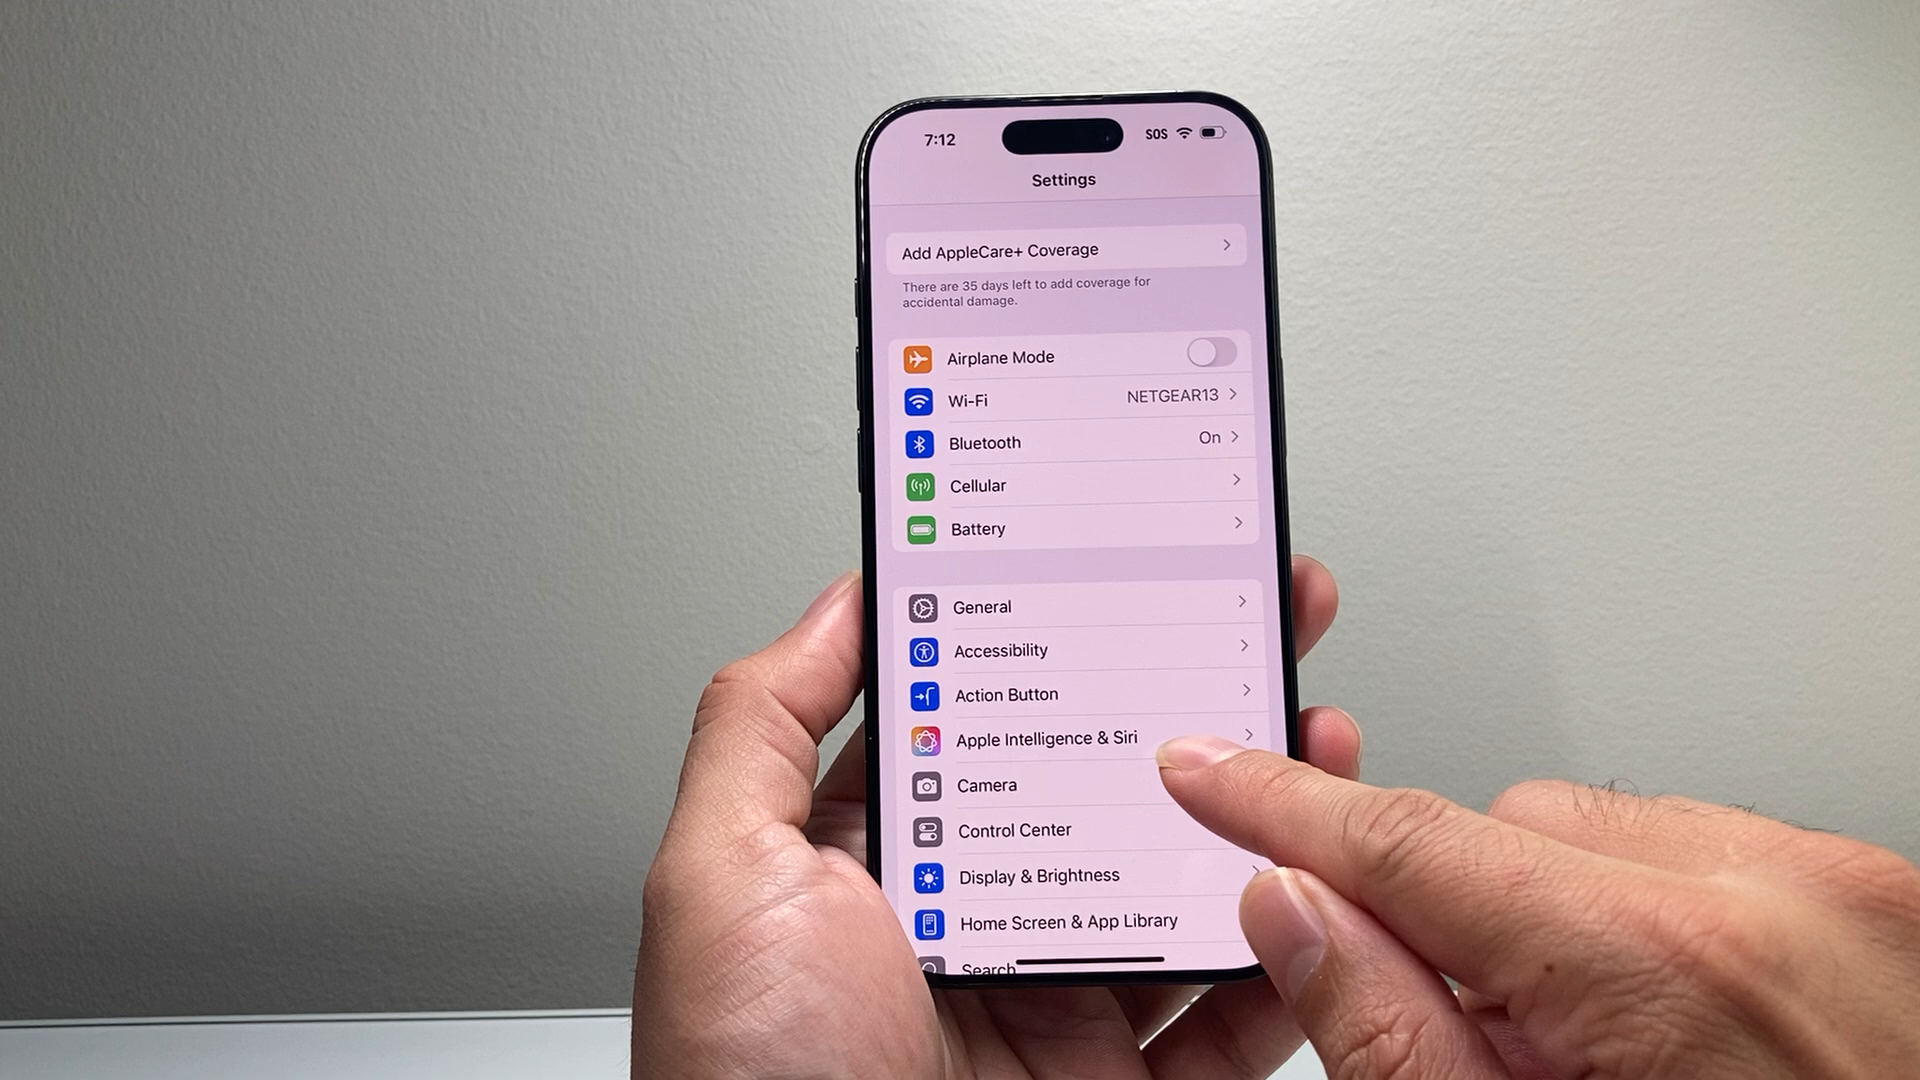 7:12
SOS
Settings
Add AppleCare+ Coverage
There are 35 days left to add coverage for
accidental damage.
Airplane Mode
Wi-Fi NETGEAR13
Bluetooth On
Cellular
Battery
General
Accessibility
Action Button
Apple Intelligence & Siri
Camera
Control Center
Display & Brightness
Home Screen & App Library
Search